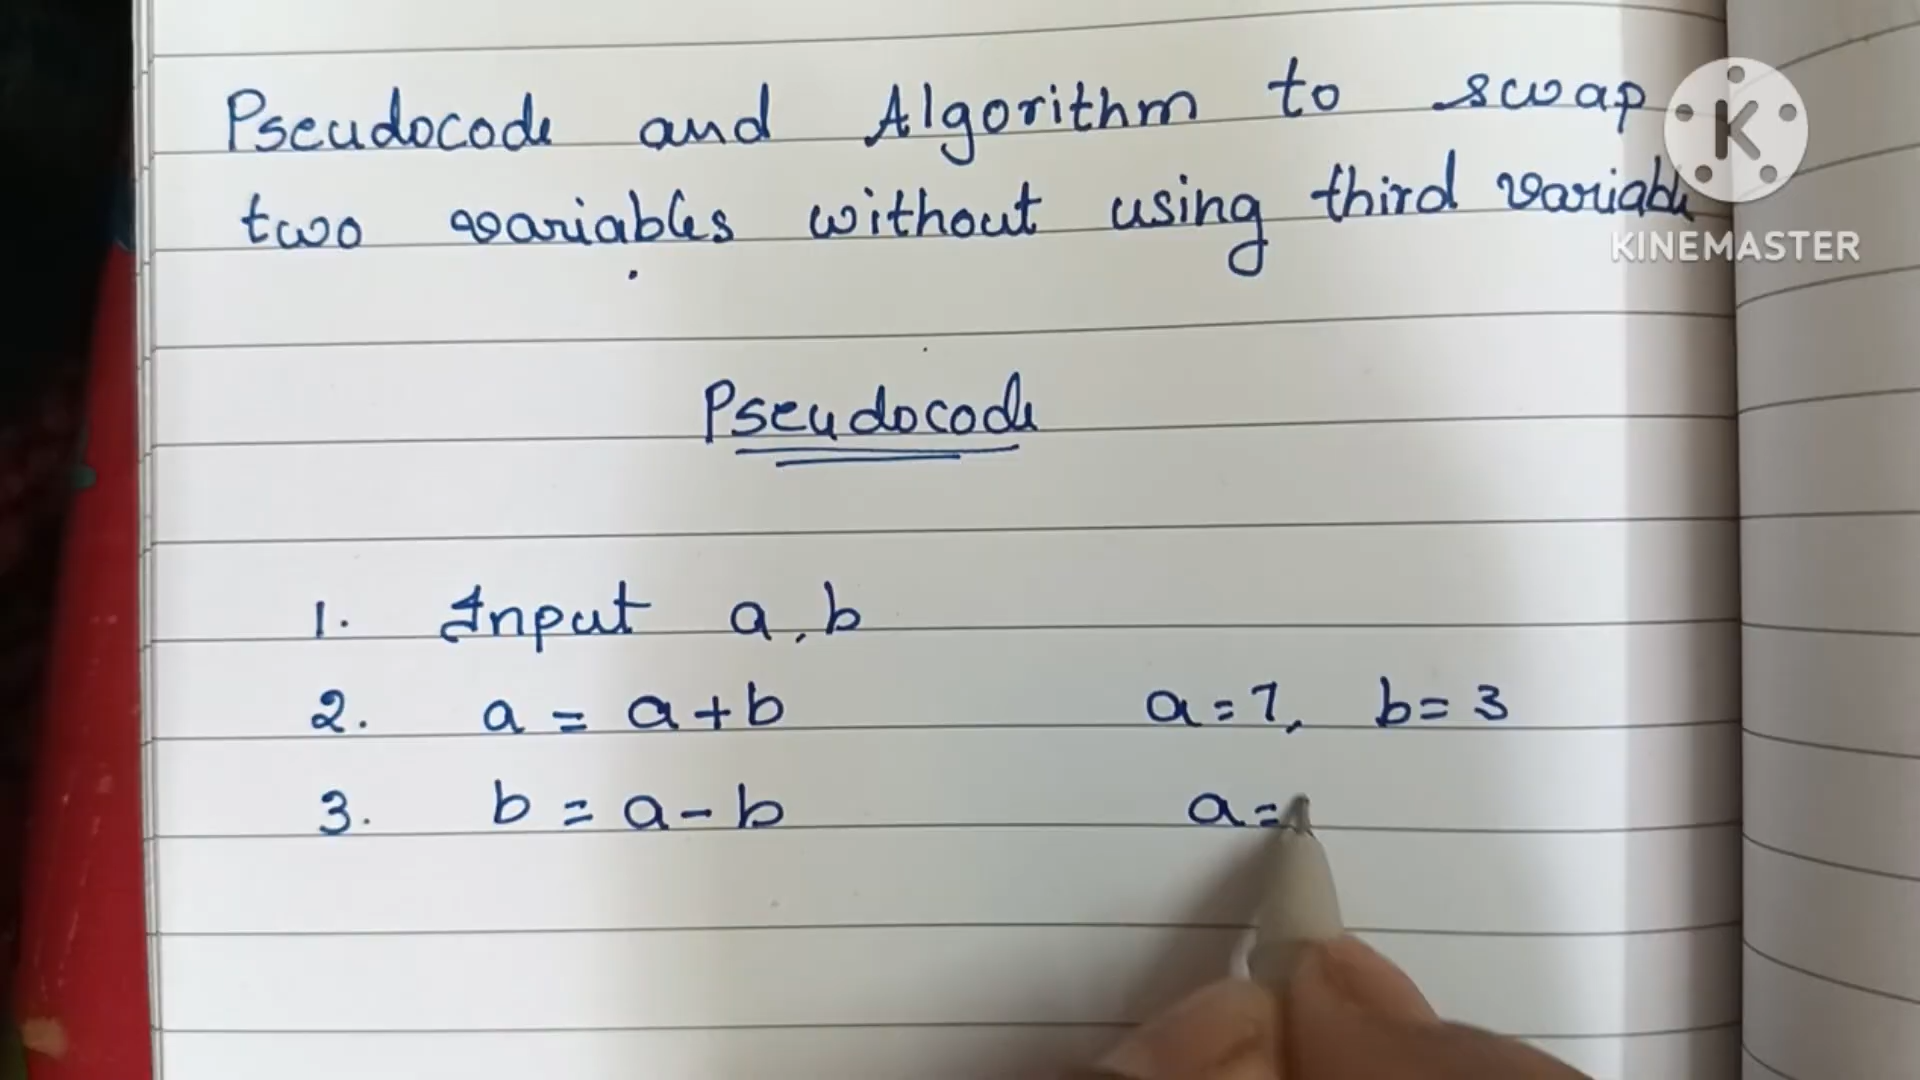 Pseudocode and Algorithm to swap
two variables without using third variable
KINEMASTER
Pseudocode
1. Input a, b
2. a = a+b
a=7, b=3
3. b = a-b
a=1